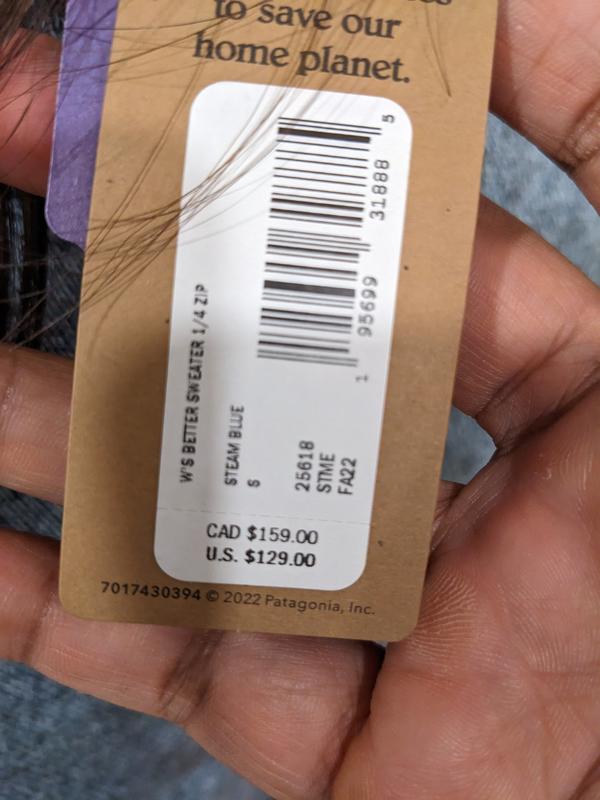 to save our
home planet.
W'S BETTER SWEATER 1/4 ZIP
STEAM BLUE
S
25618
STME
FA22
1 95699 31888 5
CAD $159.00
U.S. $129.00
7017430394 © 2022 Patagonia, Inc.